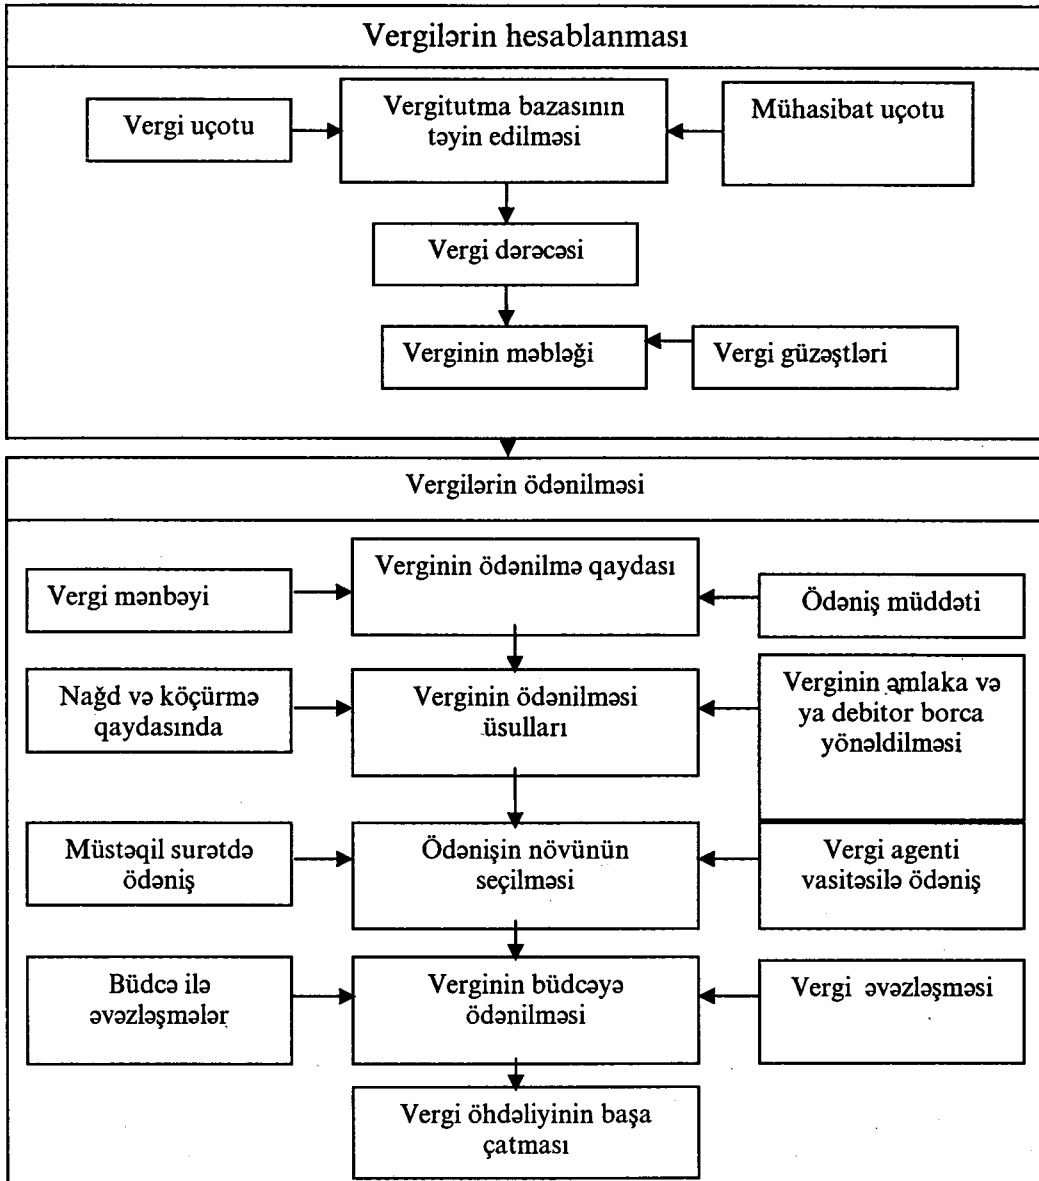 Vergilərin hesablanması
Vergi uçotu
Vergitutma bazasının
təyin edilməsi
Mühasibat uçotu
Vergi dərəcəsi
Verginin məbləği
Vergi güzəştləri
Vergilərin ödənilməsi
Vergi mənbəyi
Verginin ödənilmə qaydası
Ödəniş müddəti
Nağd və köçürmə
qaydasında
Verginin ödənilməsi
üsulları
Verginin əmlaka və
ya debitor borca
yönəldilməsi
Müstəqil surətdə
ödəniş
Ödənişin növünün
seçilməsi
Vergi agenti
vasitəsilə ödəniş
Büdcə ilə
əvəzləşmələr
Verginin büdcəyə
ödənilməsi
Vergi əvəzləşməsi
Vergi öhdəliyinin başa
çatması